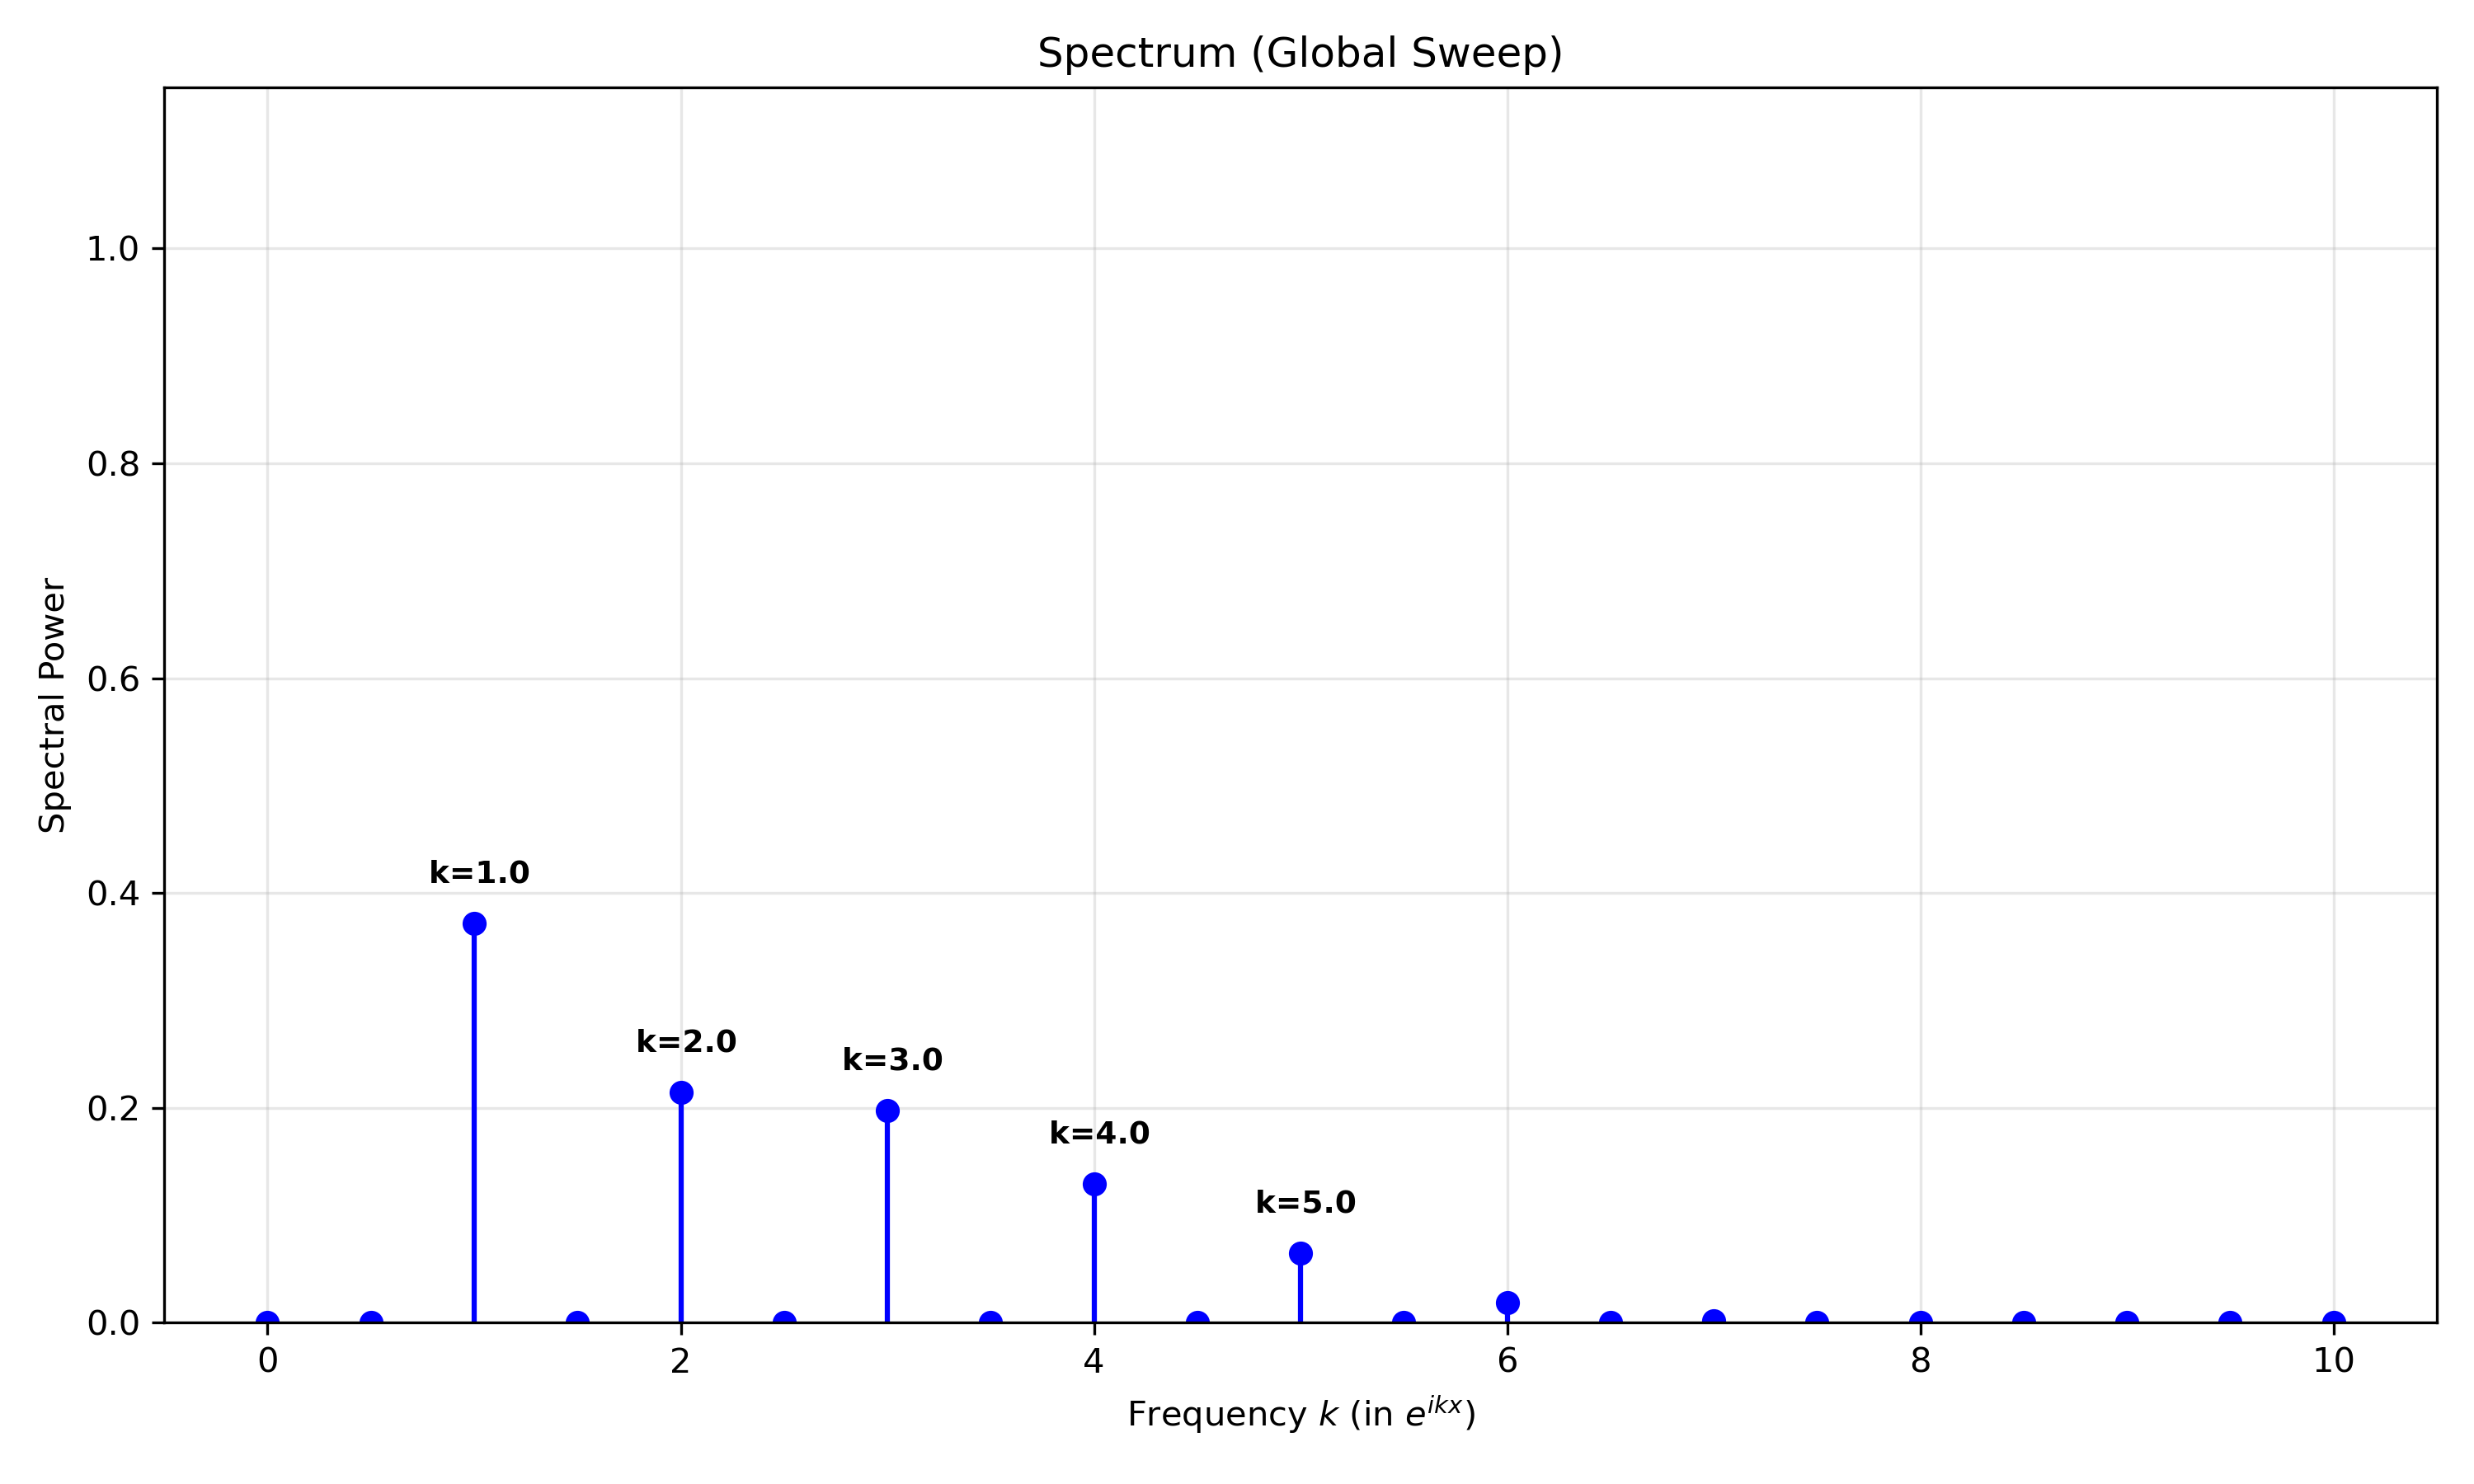 Spectrum (Global Sweep)
1.0
0.8
0.6
0.4
0.2
0.0
Spectral Power
k=1.0
k=2.0
k=3.0
k=4.0
k=5.0
0 2 4 6 8 10
Frequency k (in e^{ikx})